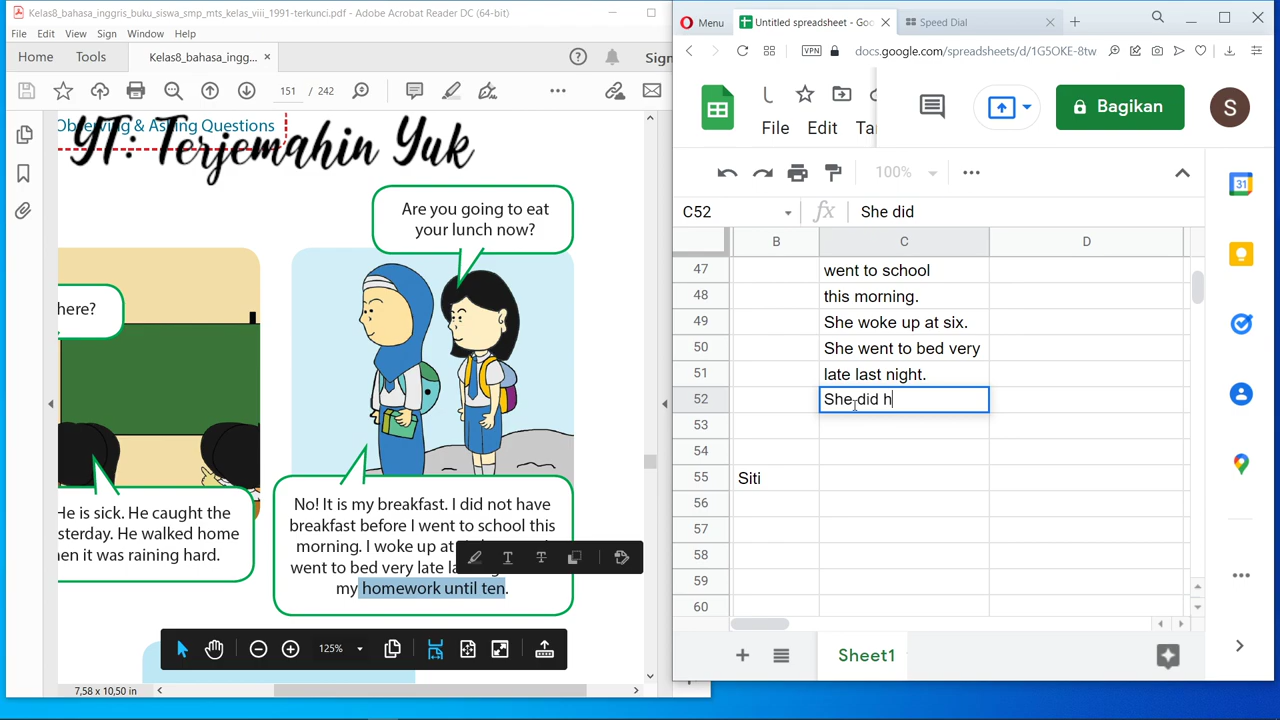 Kelas_bahasa_inggris_buku_siswa_smp_mts_kelas_viii_1991-terkunci.pdf - Adobe Acrobat Reader DC (64-bit)
File Edit View Sign Window Help
Home Tools Kelas8_bahasa_ingg... × ? Sign
151 / 242
Observing & Asking Questions
YT: Terjemahin Yuk
Are you going to eat
your lunch now?
here?
He is sick. He caught the
sterday. He walked home
en it was raining hard.
No! It is my breakfast. I did not have
breakfast before I went to school this
morning. I woke up at
went to bed very late la
my homework until ten.
125%
7,58 x 10,50 in
Menu Untitled spreadsheet - Goo Speed Dial
VPN docs.google.com/spreadsheets/d/1G5OKE-8tw
File Edit Ta
Bagikan S
100%
C52 fx She did
B C D
47 went to school
48 this morning.
49 She woke up at six.
50 She went to bed very
51 late last night.
52 She did h
53
54
55 Siti
56
57
58
59
60
Sheet1
31